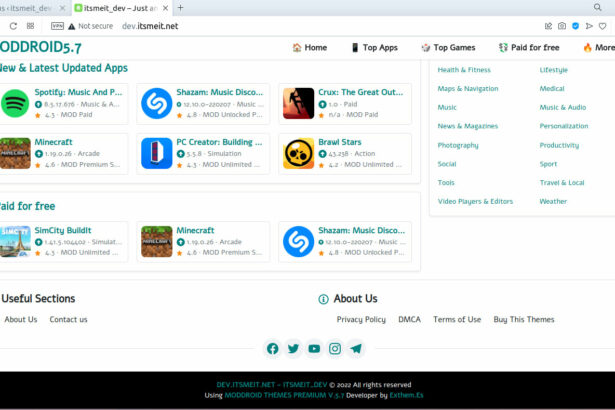 us ‹ itsmeit_dev
itsmeit_dev – Just an
VPN Not secure dev.itsmeit.net
ODDROID5.7
Home Top Apps Top Games Paid for free More
New & Latest Updated Apps
Spotify: Music And P...
8.5.17.676 · Music & A...
4.3 · MOD Paid
Shazam: Music Disco...
12.10.0-220207 · Music ...
4.8 · MOD Unlocked P...
Crux: The Great Out...
1.0 · Paid
n/a · MOD Paid
Minecraft
1.19.0.26 · Arcade
4.6 · MOD Premium S...
PC Creator: Building ...
5.5.8 · Simulation
4.3 · MOD Unlimited ...
Brawl Stars
43.258 · Action
4.2 · MOD Unlimited ...
Paid for free
SimCity BuildIt
1.41.5.104402 · Simulat...
4.3 · MOD Unlimited ...
Minecraft
1.19.0.26 · Arcade
4.6 · MOD Premium S...
Shazam: Music Disco...
12.10.0-220207 · Music ...
4.8 · MOD Unlocked P...
Health & Fitness
Lifestyle
Maps & Navigation
Medical
Music
Music & Audio
News & Magazines
Personalization
Photography
Productivity
Social
Sport
Tools
Travel & Local
Video Players & Editors
Weather
Useful Sections
About Us Contact us
About Us
Privacy Policy DMCA Terms of Use Buy This Themes
DEV.ITSMEIT.NET – ITSMEIT_DEV © 2022 All rights reserved
Using MODDROID THEMES PREMIUM V.5.7 Developer by Exthem.Es